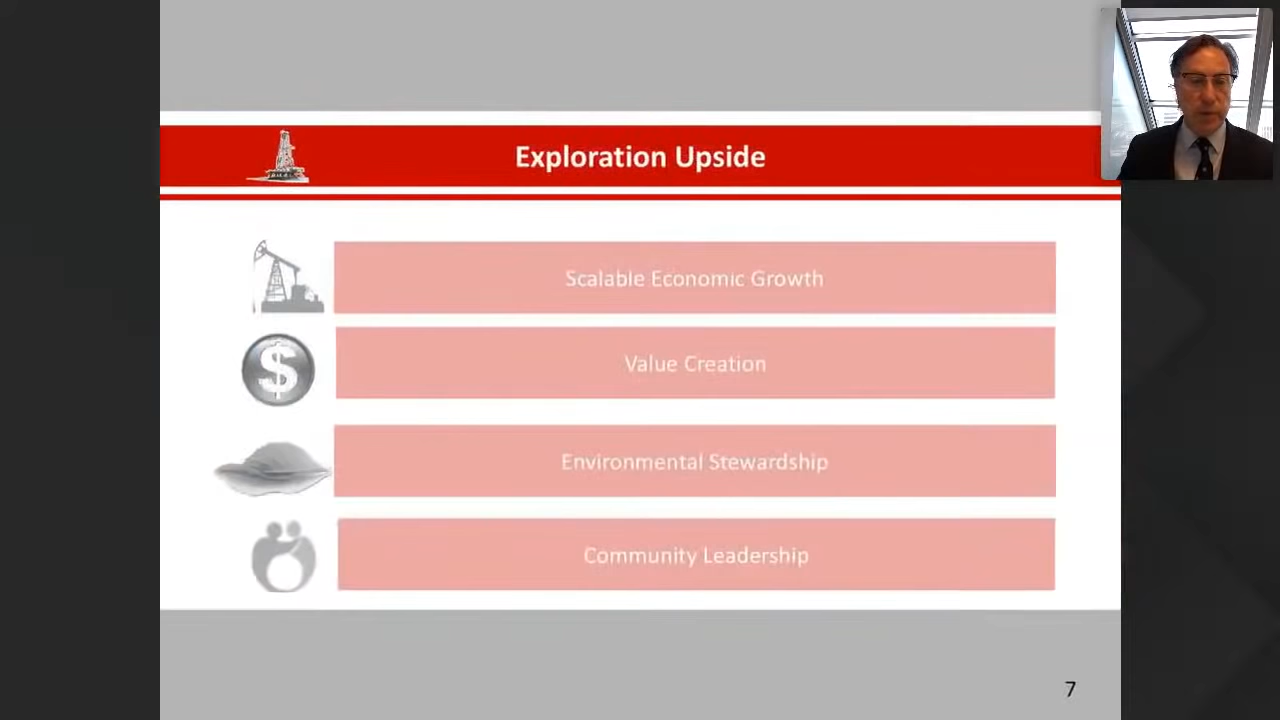 Exploration Upside
Scalable Economic Growth
$
Value Creation
Environmental Stewardship
Community Leadership
7